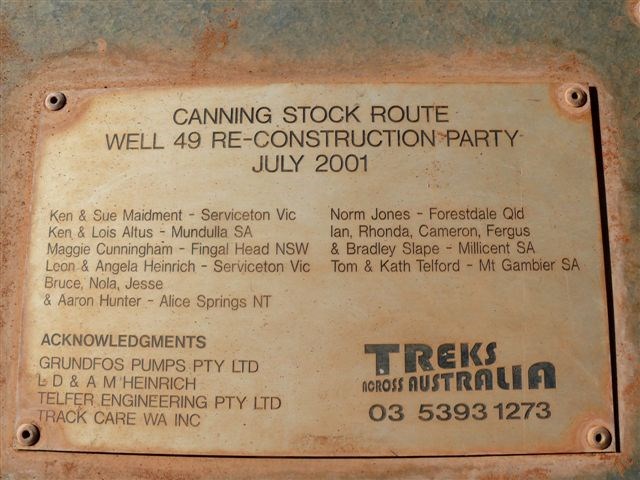 CANNING STOCK ROUTE
WELL 49 RE-CONSTRUCTION PARTY
JULY 2001
Ken & Sue Maidment - Serviceton Vic
Ken & Lois Altus - Mundulla SA
Maggie Cunningham - Fingal Head NSW
Leon & Angela Heinrich - Serviceton Vic
Bruce, Nola, Jesse
& Aaron Hunter - Alice Springs NT
Norm Jones - Forestdale Qld
Ian, Rhonda, Cameron, Fergus
& Bradley Slape - Millicent SA
Tom & Kath Telford - Mt Gambier SA
ACKNOWLEDGMENTS
GRUNDFOS PUMPS PTY LTD
L D & A M HEINRICH
TELFER ENGINEERING PTY LTD
TRACK CARE WA INC
TREKS
ACROSS AUSTRALIA
03 5393 1273